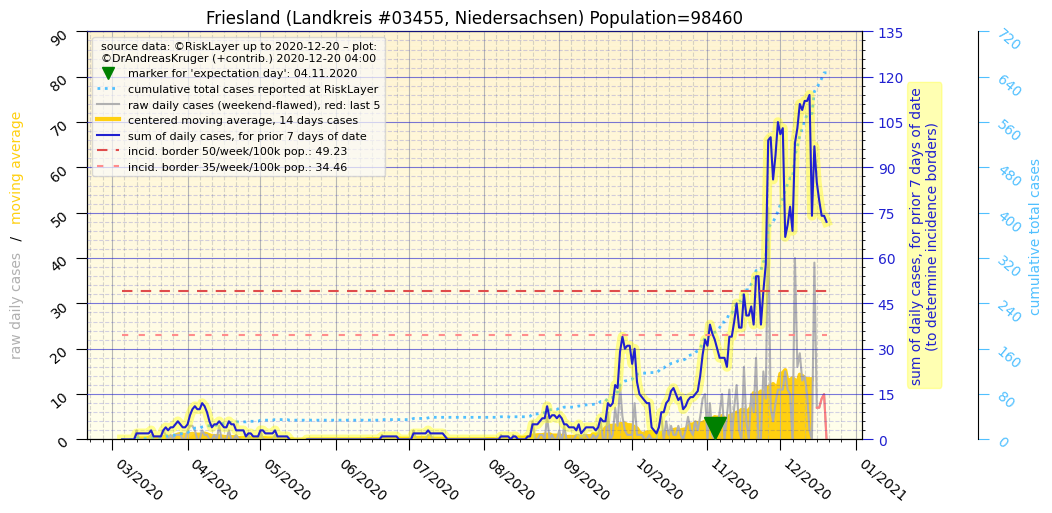 Friesland (Landkreis #03455, Niedersachsen) Population=98460
source data: ©RiskLayer up to 2020-12-20 – plot:
©DrAndreasKruger (+contrib.) 2020-12-20 04:00
marker for 'expectation day': 04.11.2020
cumulative total cases reported at RiskLayer
raw daily cases (weekend-flawed), red: last 5
centered moving average, 14 days cases
sum of daily cases, for prior 7 days of date
incid. border 50/week/100k pop.: 49.23
incid. border 35/week/100k pop.: 34.46
raw daily cases / moving average
90
80
70
60
50
40
30
20
10
0
135
120
105
90
75
60
45
30
15
0
sum of daily cases, for prior 7 days of date
(to determine incidence borders)
720
640
560
480
400
320
240
160
80
0
cumulative total cases
03/2020
04/2020
05/2020
06/2020
07/2020
08/2020
09/2020
10/2020
11/2020
12/2020
01/2021